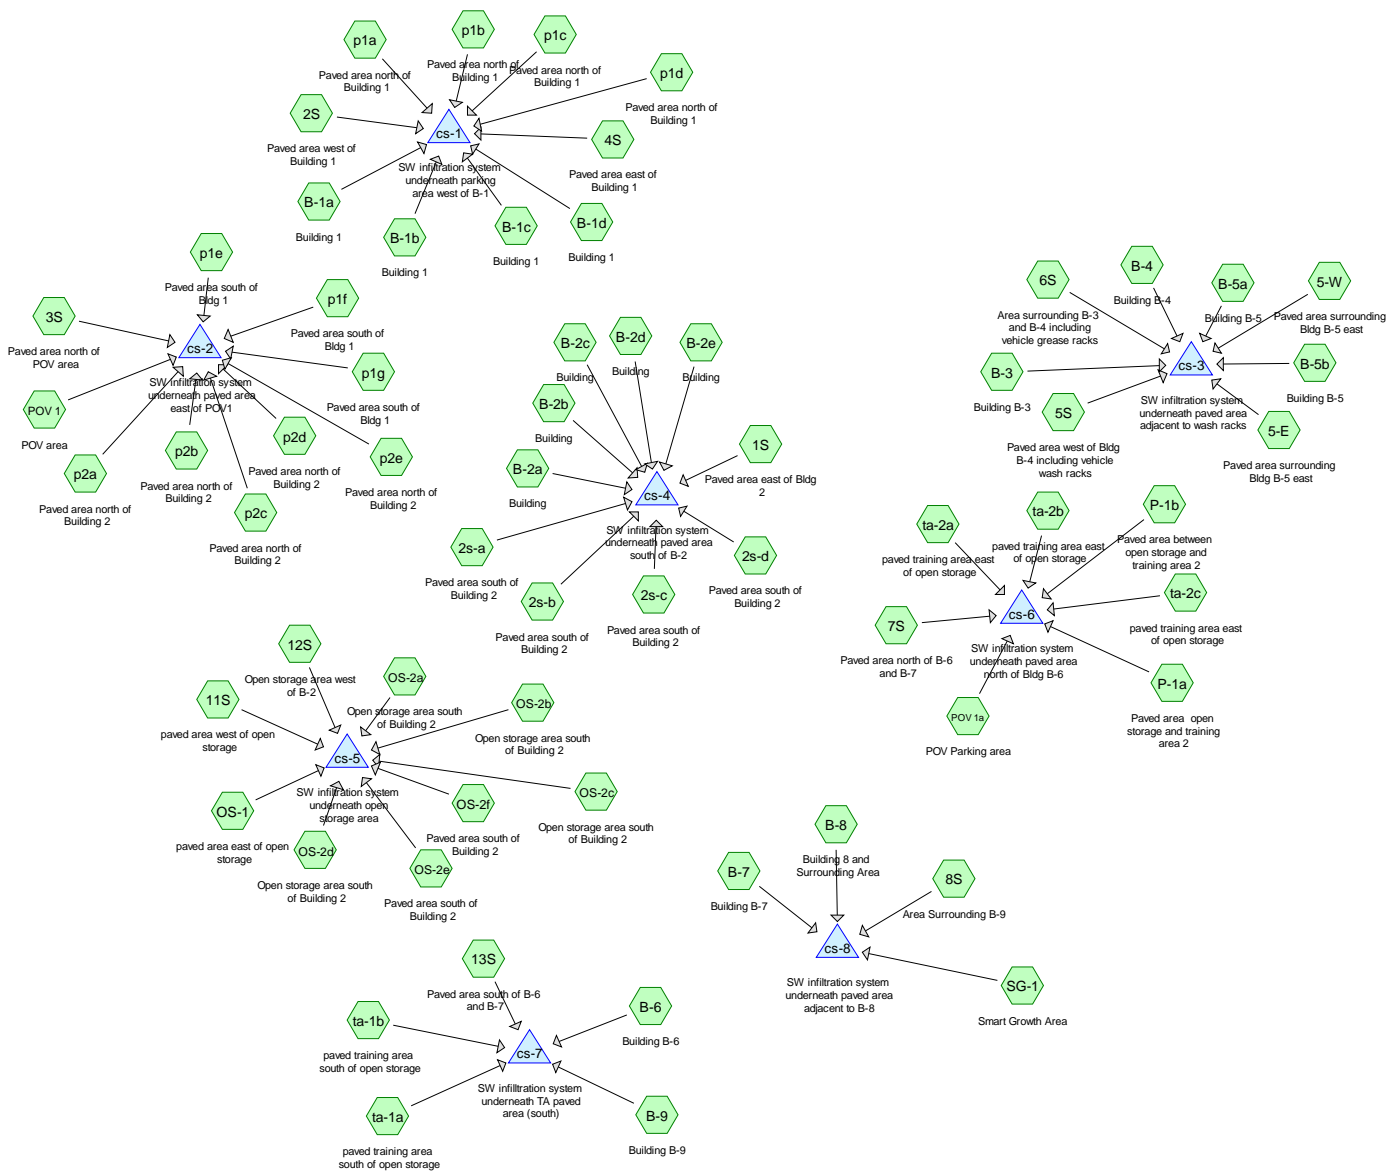 p1a
Paved area north of
Building 1
p1b
Paved area north of
Building 1
p1c
Paved area north of
Building 1
p1d
Paved area north of
Building 1
2S
Paved area west of
Building 1
4S
Paved area east of
Building 1
cs-1
SW infiltration system
underneath parking
area west of B-1
B-1a
Building 1
B-1b
Building 1
B-1c
Building 1
B-1d
Building 1
p1e
Paved area south of
Bldg 1
3S
Paved area north of
POV area
p1f
Paved area south of
Bldg 1
cs-2
SW infiltration system
underneath paved area
east of POV1
p1g
Paved area south of
Bldg 1
POV 1
POV area
p2a
Paved area north of
Building 2
p2b
Paved area north of
Building 2
p2d
Paved area north of
Building 2
p2e
Paved area north of
Building 2
p2c
Paved area north of
Building 2
6S
Area surrounding B-3
and B-4 including
vehicle grease racks
B-4
Building B-4
B-5a
Building B-5
5-W
Paved area surrounding
Bldg B-5 east
B-3
Building B-3
cs-3
SW infiltration system
underneath paved area
adjacent to wash racks
B-5b
Building B-5
5S
Paved area west of Bldg
B-4 including vehicle
wash racks
5-E
Paved area surrounding
Bldg B-5 east
B-2c
Building
B-2d
Building
B-2e
Building
B-2b
Building
B-2a
Building
1S
Paved area east of Bldg
2
cs-4
SW infiltration system
underneath paved area
south of B-2
2s-a
Paved area south of
Building 2
2s-b
Paved area south of
Building 2
2s-c
Paved area south of
Building 2
2s-d
Paved area south of
Building 2
ta-2a
paved training area east
of open storage
ta-2b
paved training area east
of open storage
P-1b
Paved area between
open storage and
training area 2
ta-2c
paved training area east
of open storage
7S
Paved area north of B-6
and B-7
cs-6
SW infiltration system
underneath paved area
north of Bldg B-6
P-1a
Paved area  open
storage and training
area 2
POV 1a
POV Parking area
12S
Open storage area west
of B-2
OS-2a
Open storage area south
of Building 2
OS-2b
Open storage area south
of Building 2
11S
paved area west of open
storage
cs-5
SW infiltration system
underneath open
storage area
OS-1
paved area east of open
storage
OS-2f
Paved area south of
Building 2
OS-2c
Open storage area south
of Building 2
OS-2d
Open storage area south
of Building 2
OS-2e
Paved area south of
Building 2
B-8
Building 8 and
Surrounding Area
B-7
Building B-7
8S
Area Surrounding B-9
cs-8
SW infiltration system
underneath paved area
adjacent to B-8
SG-1
Smart Growth Area
13S
Paved area south of B-6
and B-7
ta-1b
paved training area
south of open storage
B-6
Building B-6
cs-7
SW infilltration system
underneath TA paved
area (south)
ta-1a
paved training area
south of open storage
B-9
Building B-9